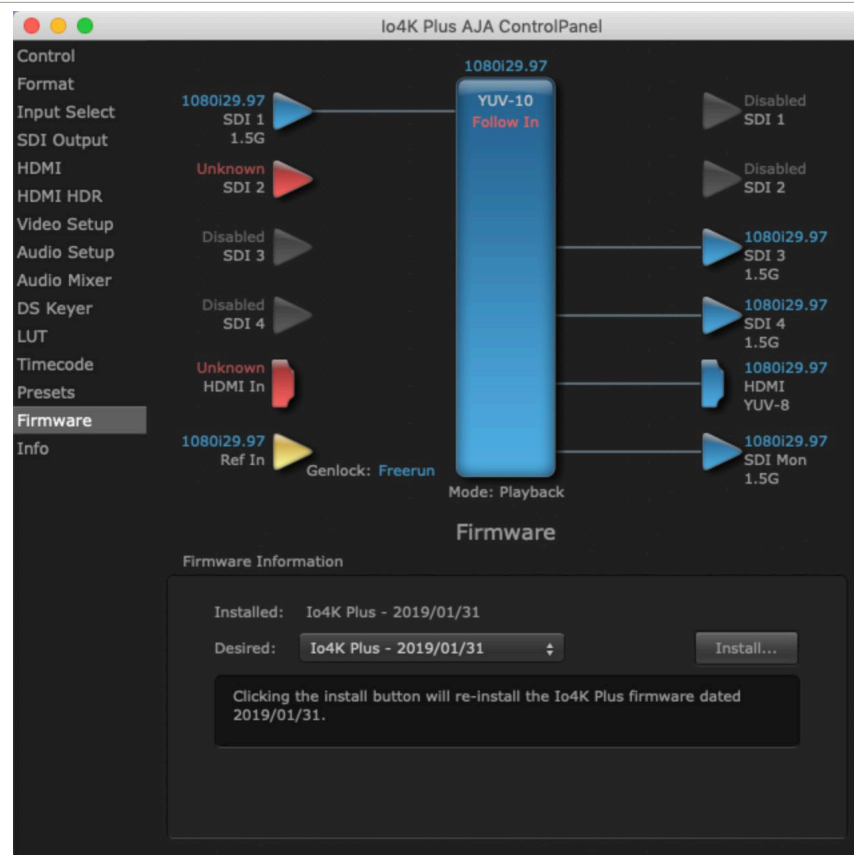 Io4K Plus AJA ControlPanel
Control
Format
Input Select
SDI Output
HDMI
HDMI HDR
Video Setup
Audio Setup
Audio Mixer
DS Keyer
LUT
Timecode
Presets
Firmware
Info
1080i29.97
SDI 1
1.5G
Unknown
SDI 2
Disabled
SDI 3
Disabled
SDI 4
Unknown
HDMI In
1080i29.97
Ref In
Genlock: Freerun
1080i29.97
YUV-10
Follow In
Mode: Playback
Disabled
SDI 1
Disabled
SDI 2
1080i29.97
SDI 3
1.5G
1080i29.97
SDI 4
1.5G
1080i29.97
HDMI
YUV-8
1080i29.97
SDI Mon
1.5G
Firmware
Firmware Information
Installed: Io4K Plus - 2019/01/31
Desired: Io4K Plus - 2019/01/31
Install...
Clicking the install button will re-install the Io4K Plus firmware dated
2019/01/31.